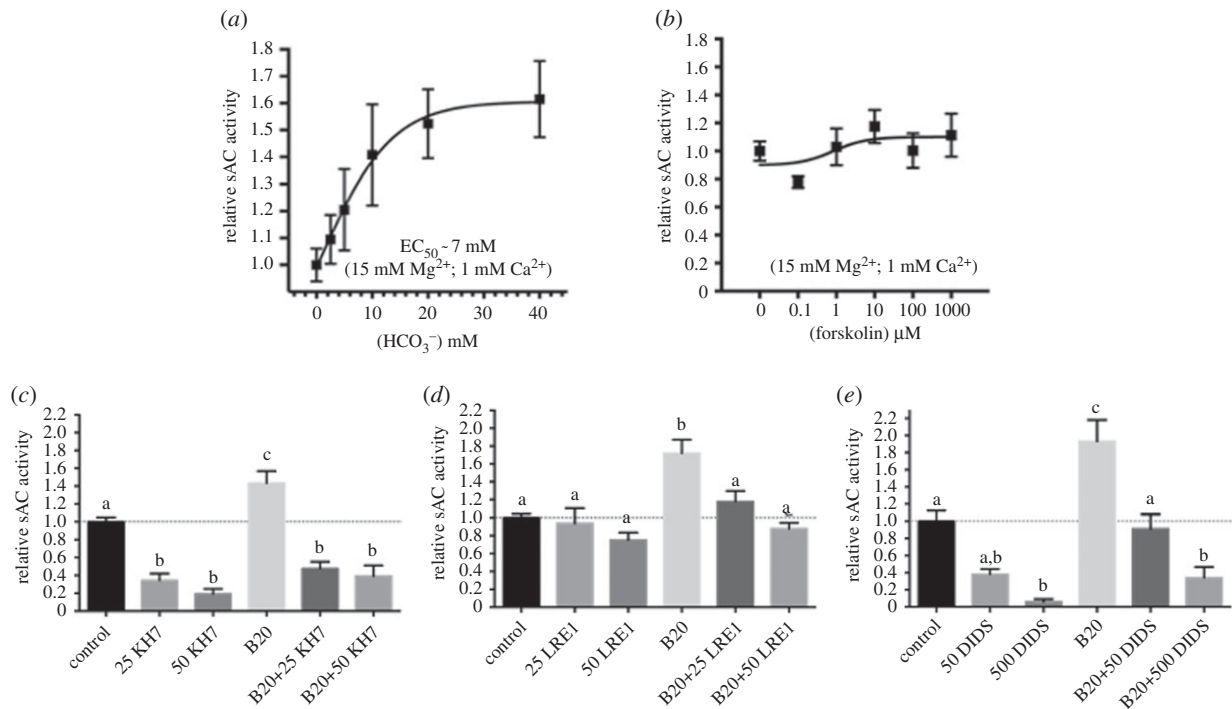 (a)
1.8
1.7
1.6
1.5
1.4
1.3
1.2
1.1
1.0
relative sAC activity
EC50 ~ 7 mM
(15 mM Mg2+; 1 mM Ca2+)
0 10 20 30 40
(HCO3–) mM
(b)
1.8
1.6
1.4
1.2
1.0
0.8
0.6
0.4
0.2
0
relative sAC activity
(15 mM Mg2+; 1 mM Ca2+)
0 0.1 1 10 100 1000
(forskolin) µM
(c)
2.2
2.0
1.8
1.6
1.4
1.2
1.0
0.8
0.6
0.4
0.2
0
relative sAC activity
a b b c b b
control
25 KH7
50 KH7
B20
B20+25 KH7
B20+50 KH7
(d)
2.2
2.0
1.8
1.6
1.4
1.2
1.0
0.8
0.6
0.4
0.2
0
relative sAC activity
a a a b a a
control
25 LRE1
50 LRE1
B20
B20+25 LRE1
B20+50 LRE1
(e)
2.2
2.0
1.8
1.6
1.4
1.2
1.0
0.8
0.6
0.4
0.2
0
relative sAC activity
a a,b b c a b
control
50 DIDS
500 DIDS
B20
B20+50 DIDS
B20+500 DIDS